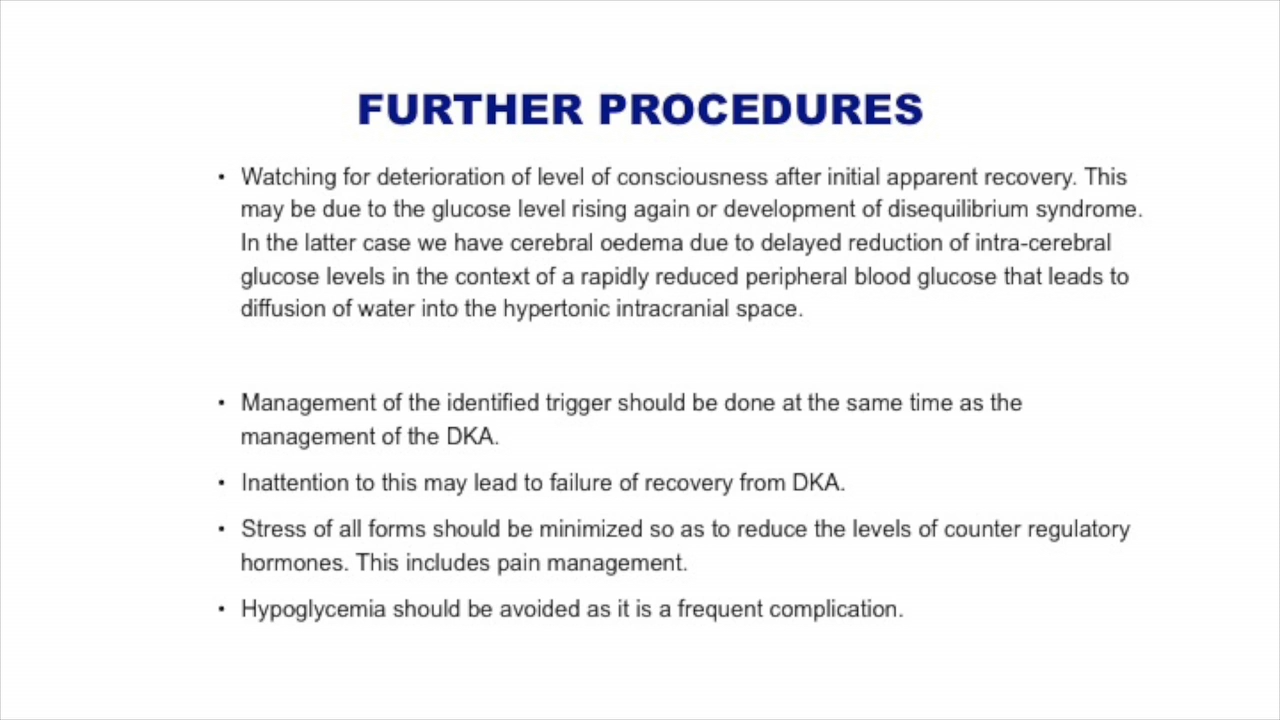 FURTHER PROCEDURES
• Watching for deterioration of level of consciousness after initial apparent recovery. This
may be due to the glucose level rising again or development of disequilibrium syndrome.
In the latter case we have cerebral oedema due to delayed reduction of intra-cerebral
glucose levels in the context of a rapidly reduced peripheral blood glucose that leads to
diffusion of water into the hypertonic intracranial space.
• Management of the identified trigger should be done at the same time as the
management of the DKA.
• Inattention to this may lead to failure of recovery from DKA.
• Stress of all forms should be minimized so as to reduce the levels of counter regulatory
hormones. This includes pain management.
• Hypoglycemia should be avoided as it is a frequent complication.